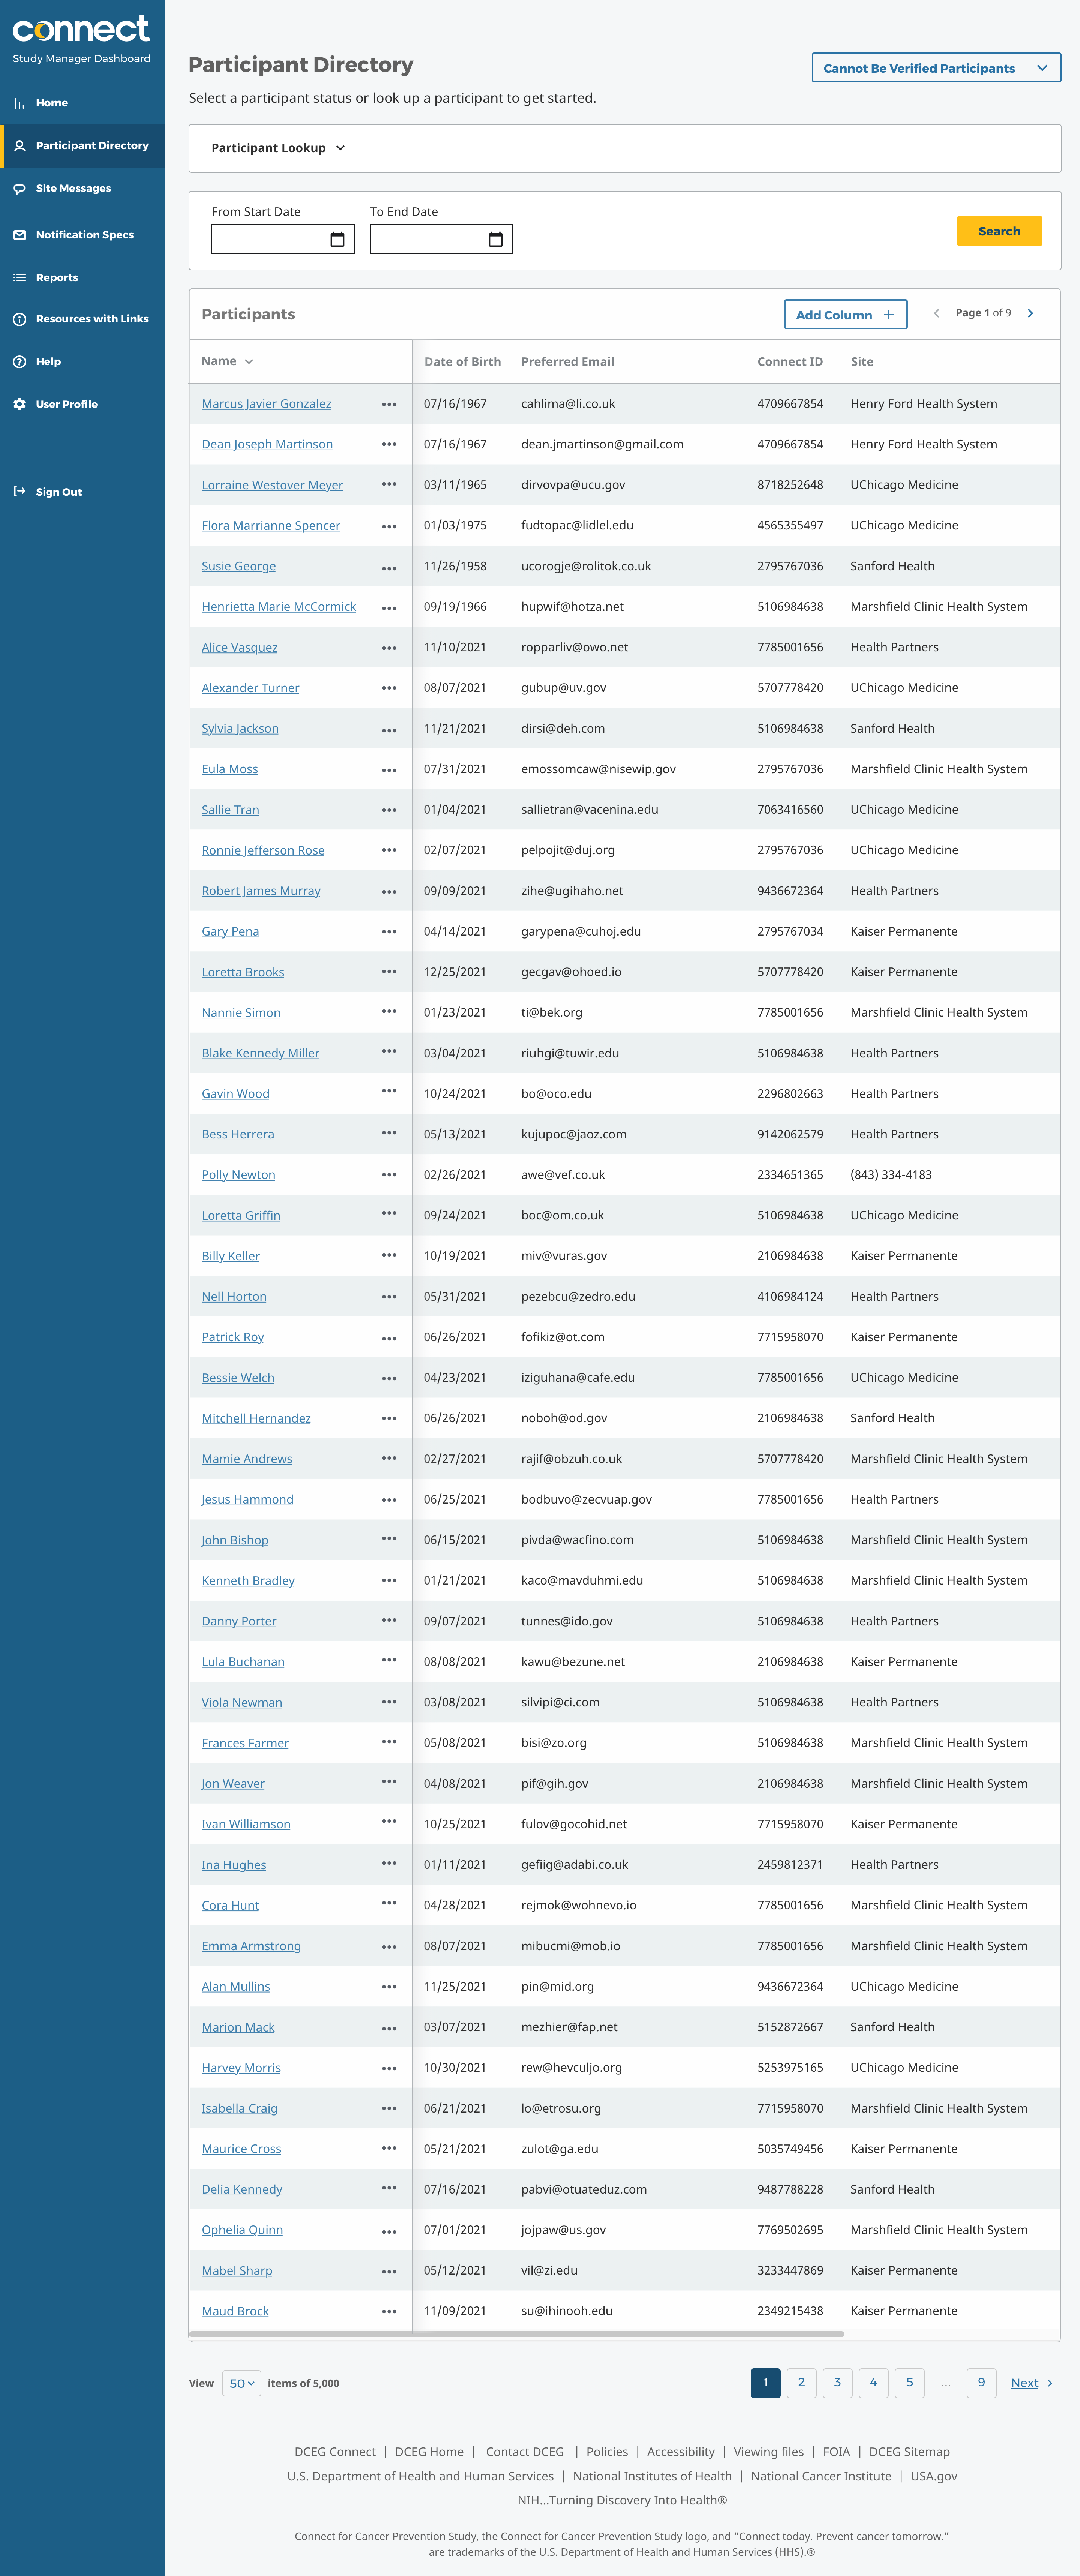 connect
Study Manager Dashboard
Home
Participant Directory
Site Messages
Notification Specs
Reports
Resources with Links
Help
User Profile
Sign Out
Participant Directory
Cannot Be Verified Participants
Select a participant status or look up a participant to get started.
Participant Lookup
From Start Date To End Date
Search
Participants Add Column + Page 1 of 9
Name Date of Birth Preferred Email Connect ID Site
Marcus Javier Gonzalez ••• 07/16/1967 cahlima@li.co.uk 4709667854 Henry Ford Health System
Dean Joseph Martinson ••• 07/16/1967 dean.jmartinson@gmail.com 4709667854 Henry Ford Health System
Lorraine Westover Meyer ••• 03/11/1965 dirvovpa@ucu.gov 8718252648 UChicago Medicine
Flora Marrianne Spencer ••• 01/03/1975 fudtopac@lidlel.edu 4565355497 UChicago Medicine
Susie George ••• 11/26/1958 ucorogje@rolitok.co.uk 2795767036 Sanford Health
Henrietta Marie McCormick ••• 09/19/1966 hupwif@hotza.net 5106984638 Marshfield Clinic Health System
Alice Vasquez ••• 11/10/2021 ropparliv@owo.net 7785001656 Health Partners
Alexander Turner ••• 08/07/2021 gubup@uv.gov 5707778420 UChicago Medicine
Sylvia Jackson ••• 11/21/2021 dirsi@deh.com 5106984638 Sanford Health
Eula Moss ••• 07/31/2021 emossomcaw@nisewip.gov 2795767036 Marshfield Clinic Health System
Sallie Tran ••• 01/04/2021 sallietran@vacenina.edu 7063416560 UChicago Medicine
Ronnie Jefferson Rose ••• 02/07/2021 pelpojit@duj.org 2795767036 UChicago Medicine
Robert James Murray ••• 09/09/2021 zihe@ugihaho.net 9436672364 Health Partners
Gary Pena ••• 04/14/2021 garypena@cuhoj.edu 2795767034 Kaiser Permanente
Loretta Brooks ••• 12/25/2021 gecgav@ohoed.io 5707778420 Kaiser Permanente
Nannie Simon ••• 01/23/2021 ti@bek.org 7785001656 Marshfield Clinic Health System
Blake Kennedy Miller ••• 03/04/2021 riuhgi@tuwir.edu 5106984638 Health Partners
Gavin Wood ••• 10/24/2021 bo@oco.edu 2296802663 Health Partners
Bess Herrera ••• 05/13/2021 kujupoc@jaoz.com 9142062579 Health Partners
Polly Newton ••• 02/26/2021 awe@vef.co.uk 2334651365 (843) 334-4183
Loretta Griffin ••• 09/24/2021 boc@om.co.uk 5106984638 UChicago Medicine
Billy Keller ••• 10/19/2021 miv@vuras.gov 2106984638 Kaiser Permanente
Nell Horton ••• 05/31/2021 pezebcu@zedro.edu 4106984124 Health Partners
Patrick Roy ••• 06/26/2021 fofikiz@ot.com 7715958070 Kaiser Permanente
Bessie Welch ••• 04/23/2021 iziguhana@cafe.edu 7785001656 UChicago Medicine
Mitchell Hernandez ••• 06/26/2021 noboh@od.gov 2106984638 Sanford Health
Mamie Andrews ••• 02/27/2021 rajif@obzuh.co.uk 5707778420 Marshfield Clinic Health System
Jesus Hammond ••• 06/25/2021 bodbuvo@zecvuap.gov 7785001656 Health Partners
John Bishop ••• 06/15/2021 pivda@wacfino.com 5106984638 Marshfield Clinic Health System
Kenneth Bradley ••• 01/21/2021 kaco@mavduhmi.edu 5106984638 Marshfield Clinic Health System
Danny Porter ••• 09/07/2021 tunnes@ido.gov 5106984638 Health Partners
Lula Buchanan ••• 08/08/2021 kawu@bezune.net 2106984638 Kaiser Permanente
Viola Newman ••• 03/08/2021 silvipi@ci.com 5106984638 Health Partners
Frances Farmer ••• 05/08/2021 bisi@zo.org 5106984638 Marshfield Clinic Health System
Jon Weaver ••• 04/08/2021 pif@gih.gov 2106984638 Marshfield Clinic Health System
Ivan Williamson ••• 10/25/2021 fulov@gocohid.net 7715958070 Kaiser Permanente
Ina Hughes ••• 01/11/2021 gefiig@adabi.co.uk 2459812371 Health Partners
Cora Hunt ••• 04/28/2021 rejmok@wohnevo.io 7785001656 Marshfield Clinic Health System
Emma Armstrong ••• 08/07/2021 mibucmi@mob.io 7785001656 Marshfield Clinic Health System
Alan Mullins ••• 11/25/2021 pin@mid.org 9436672364 UChicago Medicine
Marion Mack ••• 03/07/2021 mezhier@fap.net 5152872667 Sanford Health
Harvey Morris ••• 10/30/2021 rew@hevculjo.org 5253975165 UChicago Medicine
Isabella Craig ••• 06/21/2021 lo@etrosu.org 7715958070 Marshfield Clinic Health System
Maurice Cross ••• 05/21/2021 zulot@ga.edu 5035749456 Kaiser Permanente
Delia Kennedy ••• 07/16/2021 pabvi@otuateduz.com 9487788228 Sanford Health
Ophelia Quinn ••• 07/01/2021 jojpaw@us.gov 7769502695 Marshfield Clinic Health System
Mabel Sharp ••• 05/12/2021 vil@zi.edu 3233447869 Kaiser Permanente
Maud Brock ••• 11/09/2021 su@ihinooh.edu 2349215438 Kaiser Permanente
View 50 items of 5,000 1 2 3 4 5 ... 9 Next
DCEG Connect | DCEG Home | Contact DCEG | Policies | Accessibility | Viewing files | FOIA | DCEG Sitemap
U.S. Department of Health and Human Services | National Institutes of Health | National Cancer Institute | USA.gov
NIH...Turning Discovery Into Health®
Connect for Cancer Prevention Study, the Connect for Cancer Prevention Study logo, and “Connect today. Prevent cancer tomorrow.”
are trademarks of the U.S. Department of Health and Human Services (HHS).®